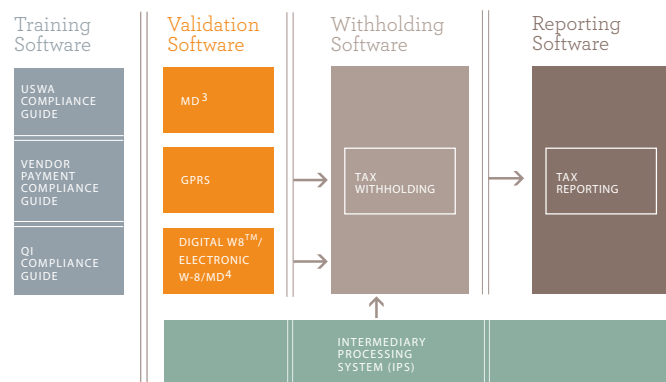 Training
Software
Validation
Software
Withholding
Software
Reporting
Software
USWA
COMPLIANCE
GUIDE
VENDOR
PAYMENT
COMPLIANCE
GUIDE
QI
COMPLIANCE
GUIDE
MD3
GPRS
DIGITAL W8TM/
ELECTRONIC
W-8/MD4
TAX
WITHHOLDING
TAX
REPORTING
INTERMEDIARY
PROCESSING
SYSTEM (IPS)